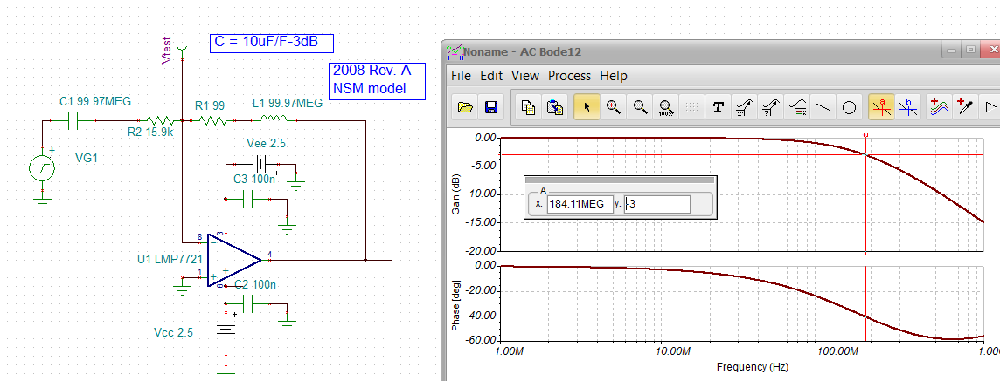 C = 10uF/F-3dB
2008 Rev. A
NSM model
Vtest
C1 99.97MEG
R1 99
L1 99.97MEG
R2 15.9k
+
VG1
Vee 2.5
+
C3 100n
3
8
-
U1 LMP7721
4
1
+
+
6
C2 100n
+
Vcc 2.5
Noname - AC Bode12
File Edit View Process Help
100%
T
a
b
a
0.00
-5.00
-10.00
-15.00
-20.00
Gain (dB)
A
x: 184.11MEG y: -3
0.00
-20.00
-40.00
-60.00
Phase [deg]
1.00M 10.00M 100.00M 1.00
Frequency (Hz)